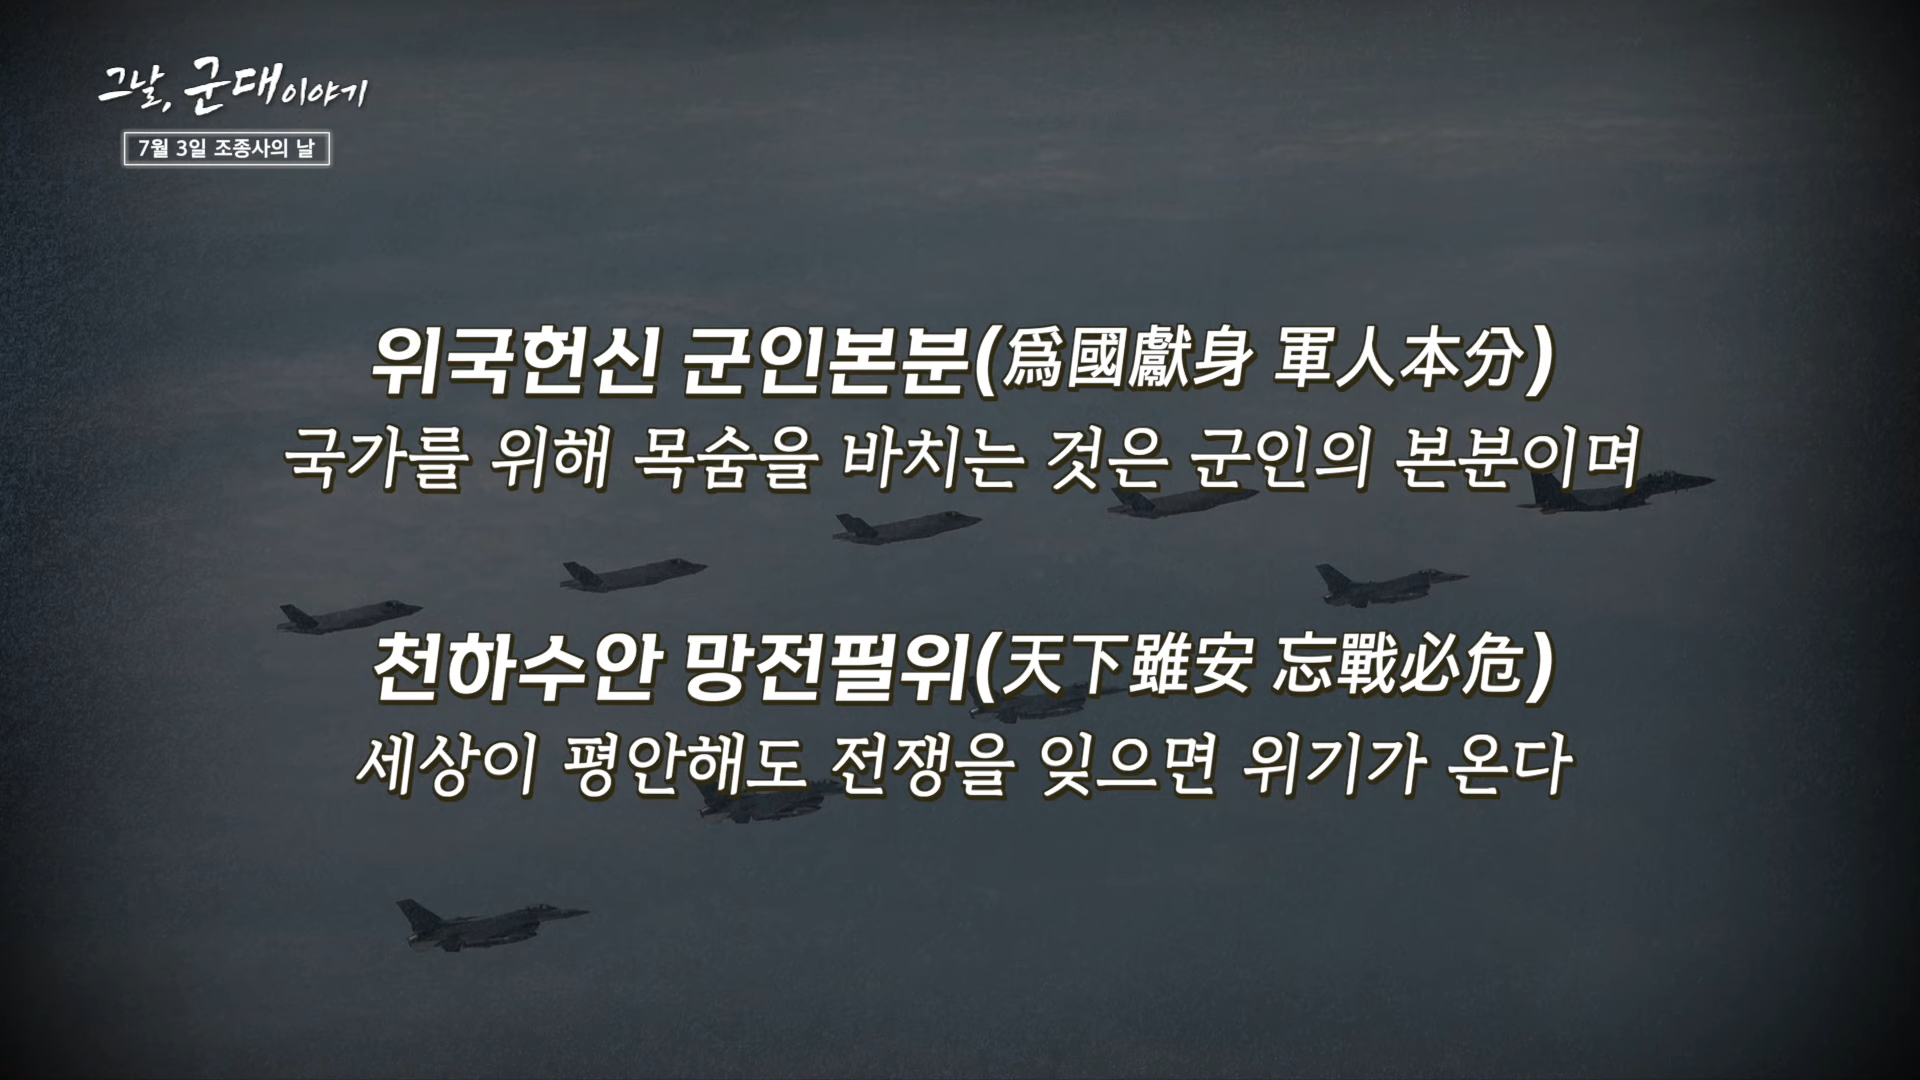 그날, 군대이야기
7월 3일 조종사의 날
위국헌신 군인본분(爲國獻身 軍人本分)
국가를 위해 목숨을 바치는 것은 군인의 본분이며
천하수안 망전필위(天下雖安 忘戰必危)
세상이 평안해도 전쟁을 잊으면 위기가 온다